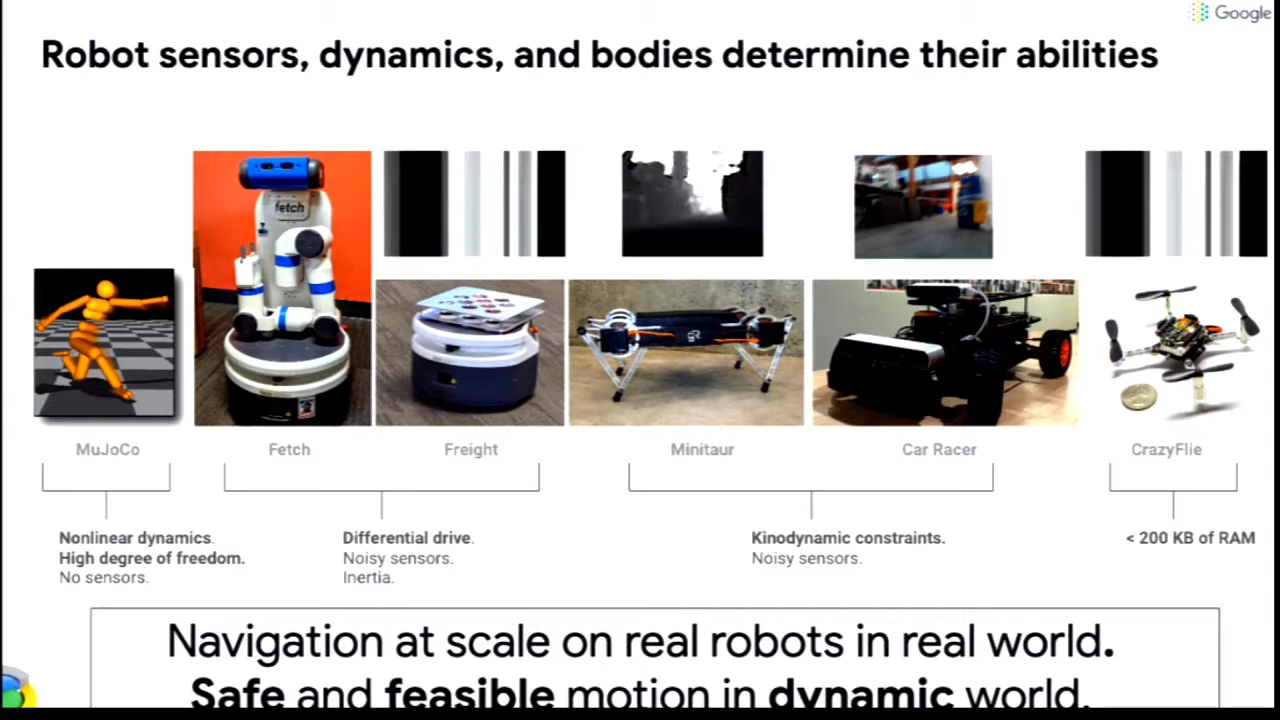 Google
Robot sensors, dynamics, and bodies determine their abilities
fetch
MuJoCo
Fetch
Freight
Minitaur
Car Racer
CrazyFlie
Nonlinear dynamics.
High degree of freedom.
No sensors.
Differential drive.
Noisy sensors.
Inertia.
Kinodynamic constraints.
Noisy sensors.
< 200 KB of RAM
Navigation at scale on real robots in real world.
Safe and feasible motion in dynamic world.